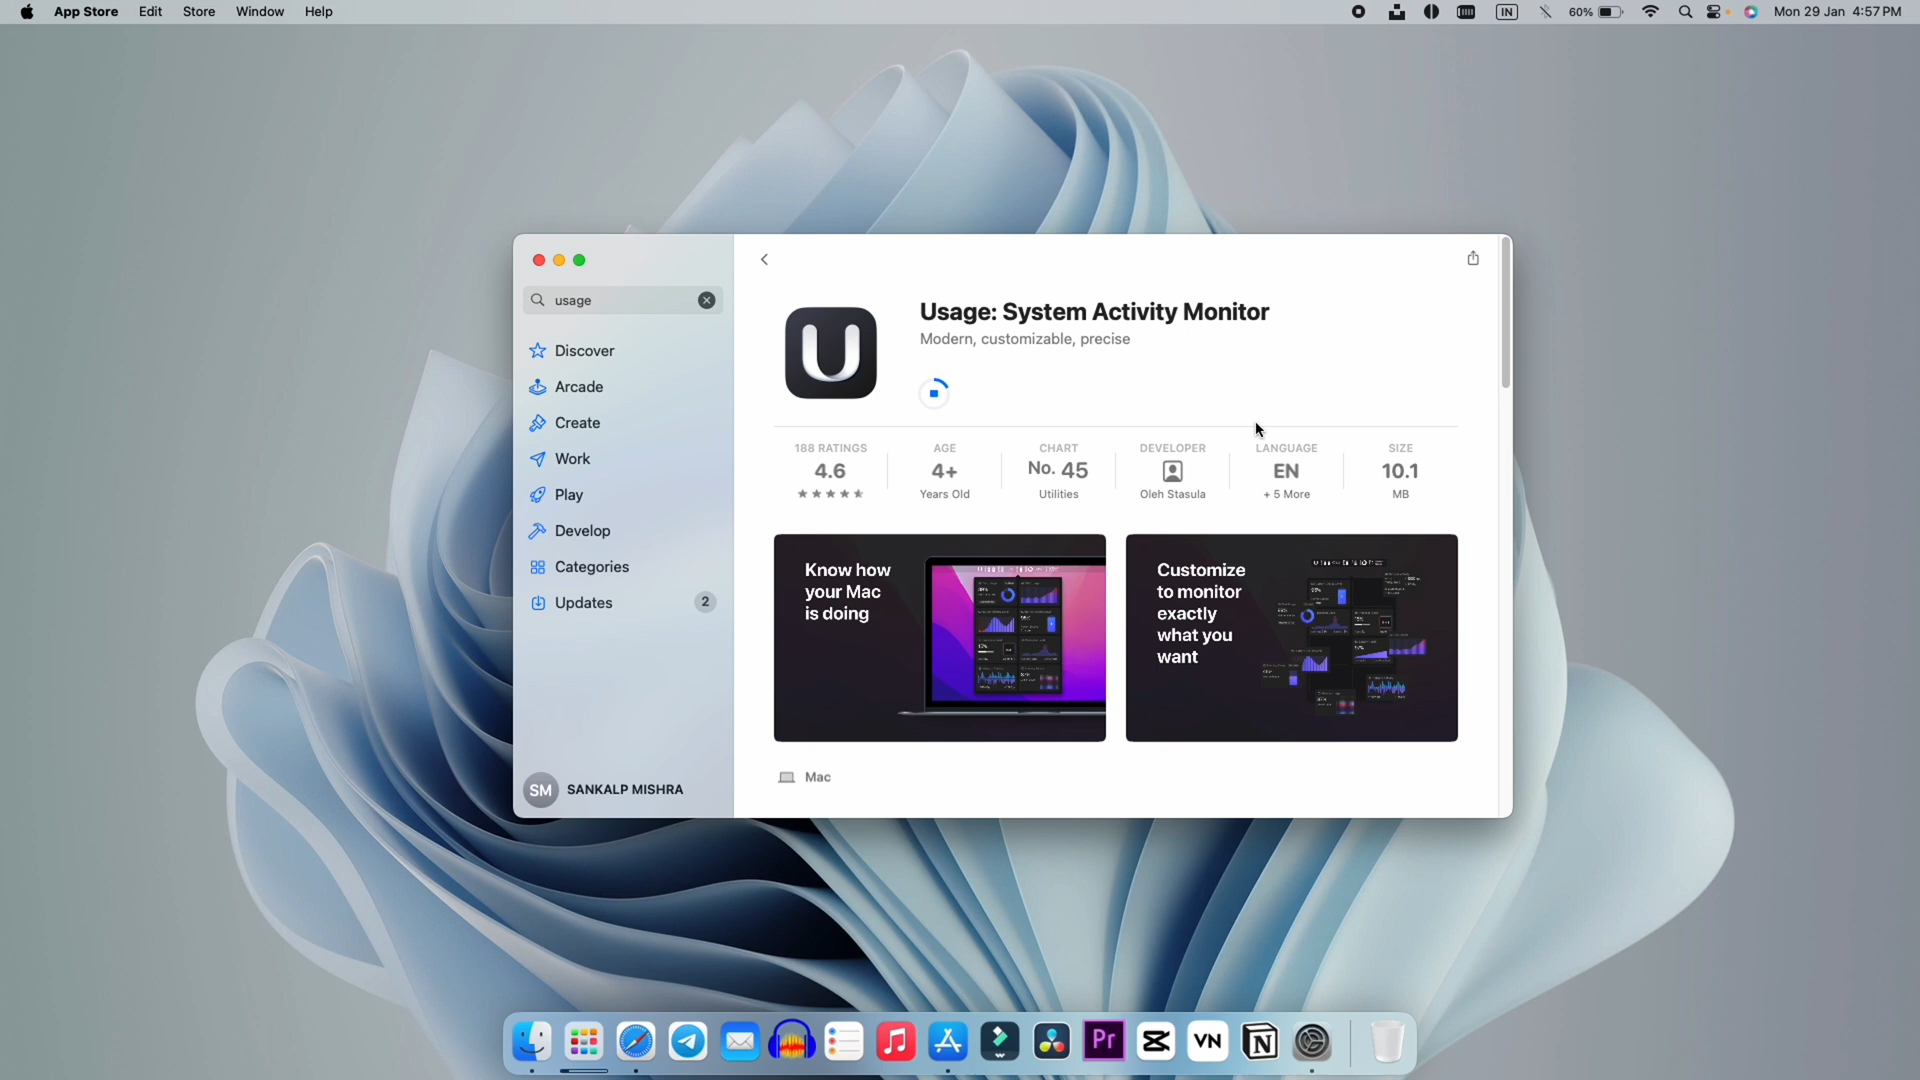 App Store Edit Store Window Help IN 60% Mon 29 Jan 4:57 PM
usage
Discover
Arcade
Create
Work
Play
Develop
Categories
Updates 2
SM SANKALP MISHRA
Usage: System Activity Monitor
Modern, customizable, precise
188 RATINGS
4.6
AGE
4+
Years Old
CHART
No. 45
Utilities
DEVELOPER
Oleh Stasula
LANGUAGE
EN
+ 5 More
SIZE
10.1
MB
Know how
your Mac
is doing
Customize
to monitor
exactly
what you
want
Mac
Pr
VN